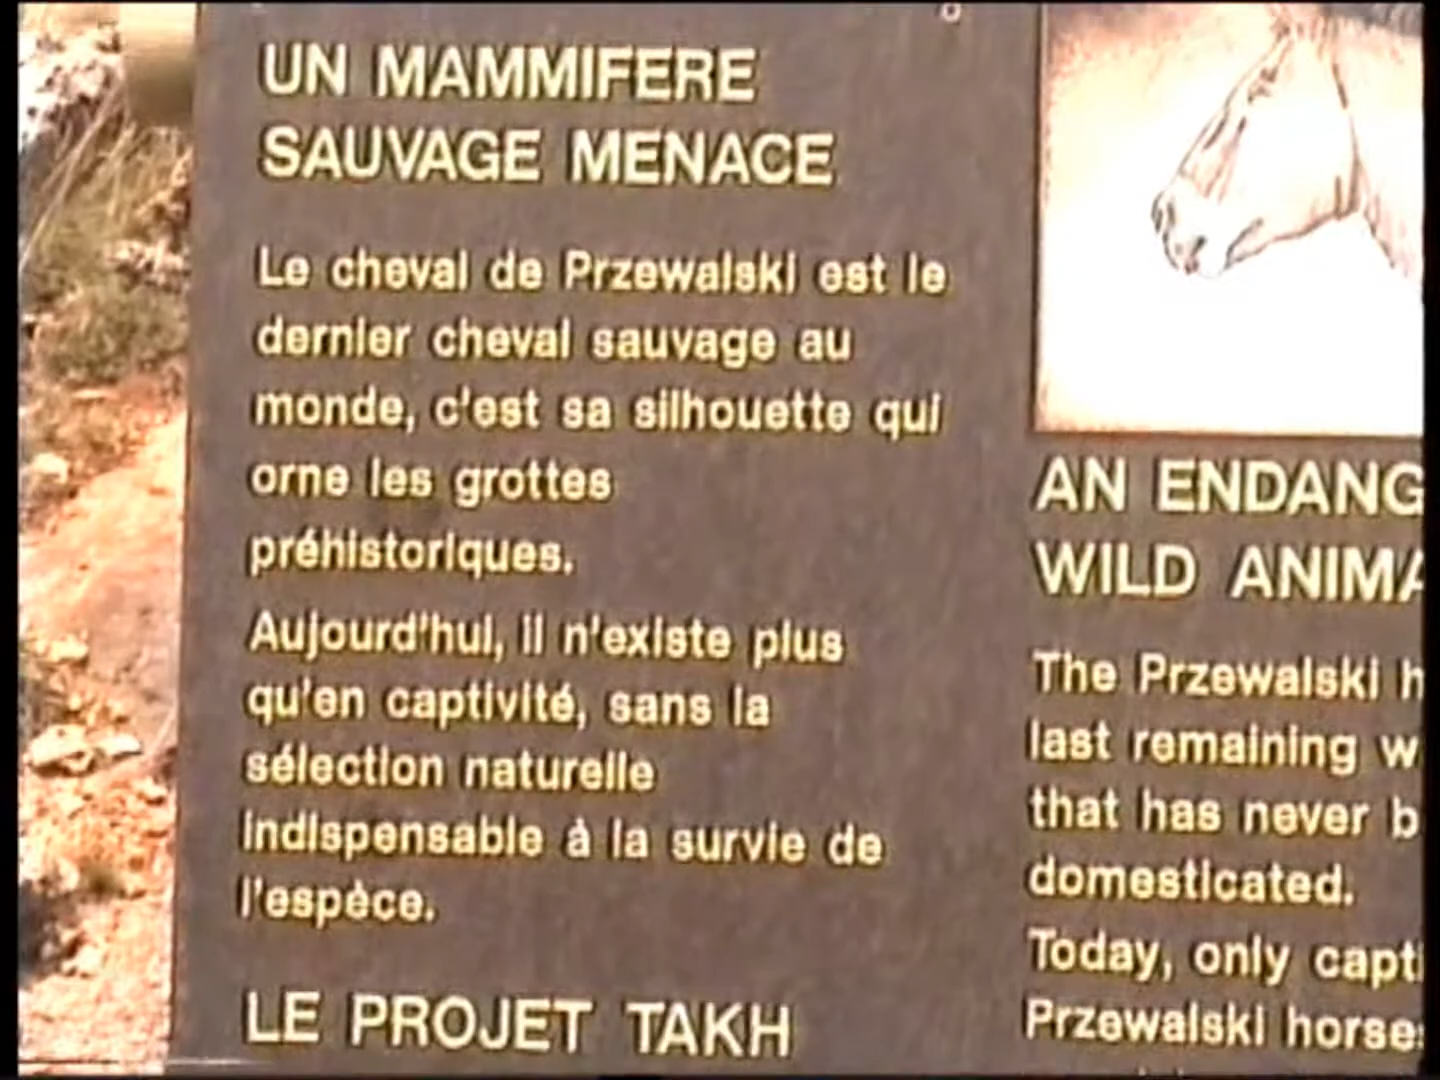 UN MAMMIFERE
SAUVAGE MENACE
Le cheval de Przewalski est le
dernier cheval sauvage au
monde, c'est sa silhouette qui
orne les grottes
préhistoriques.
Aujourd'hui, il n'existe plus
qu'en captivité, sans la
sélection naturelle
indispensable à la survie de
l'espèce.
LE PROJET TAKH
AN ENDANG
WILD ANIMA
The Przewalski h
last remaining w
that has never b
domesticated.
Today, only capti
Przewalski horses